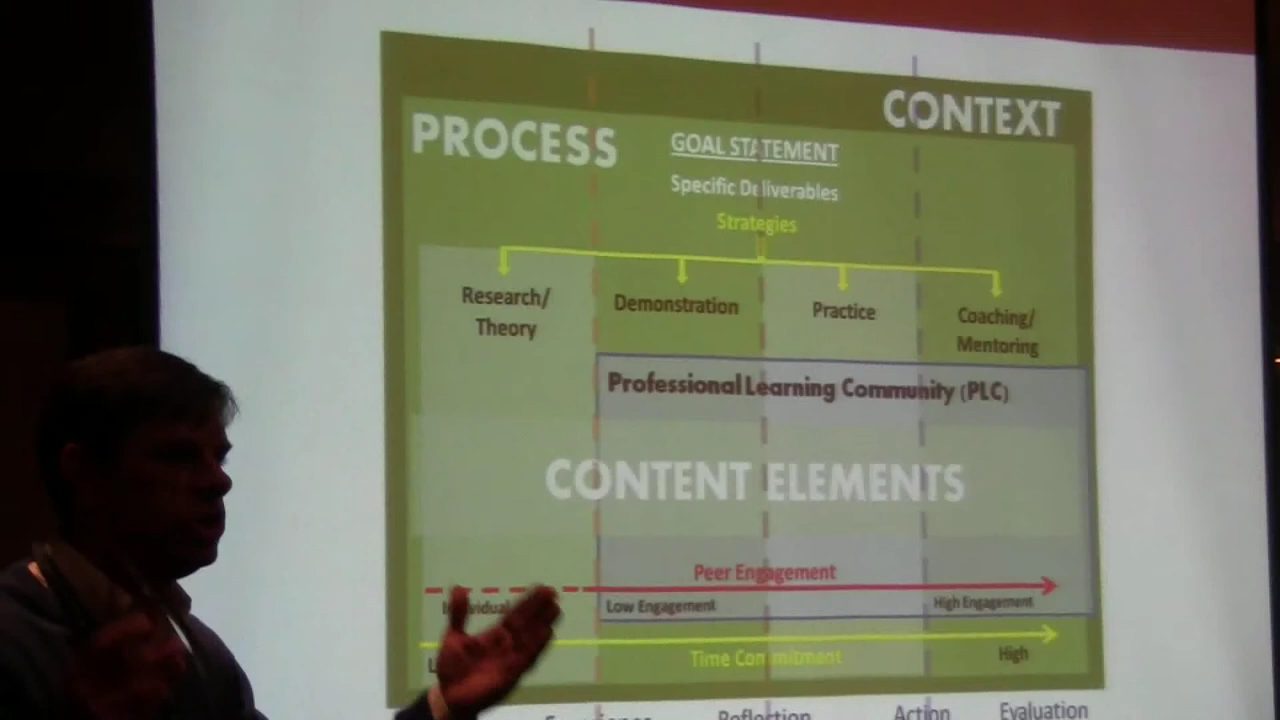 CONTEXT
PROCESS
GOAL STATEMENT
Specific Deliverables
Strategies
Research/
Theory
Demonstration
Practice
Coaching/
Mentoring
Professional Learning Community (PLC)
CONTENT ELEMENTS
Peer Engagement
Low Engagement
High Engagement
Time Commitment
High
Reflection
Action
Evaluation